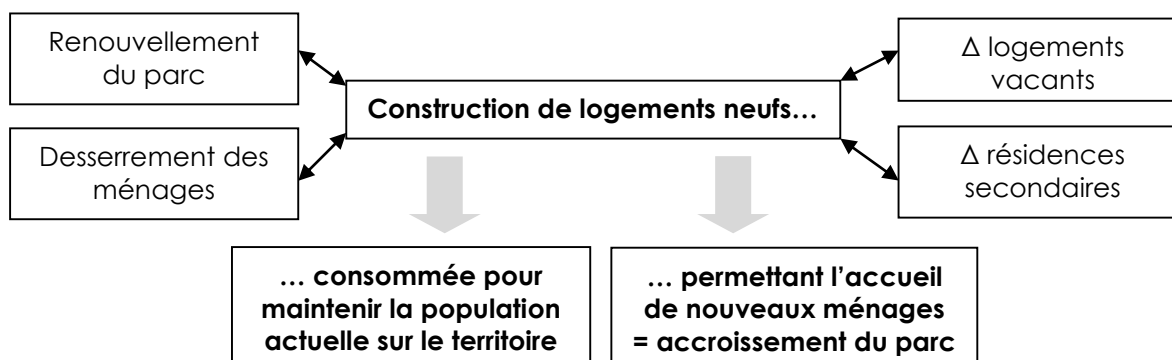 Renouvellement
du parc
Δ logements
vacants
Construction de logements neufs…
Desserrement des
ménages
Δ résidences
secondaires
… consommée pour
maintenir la population
actuelle sur le territoire
… permettant l’accueil
de nouveaux ménages
= accroissement du parc